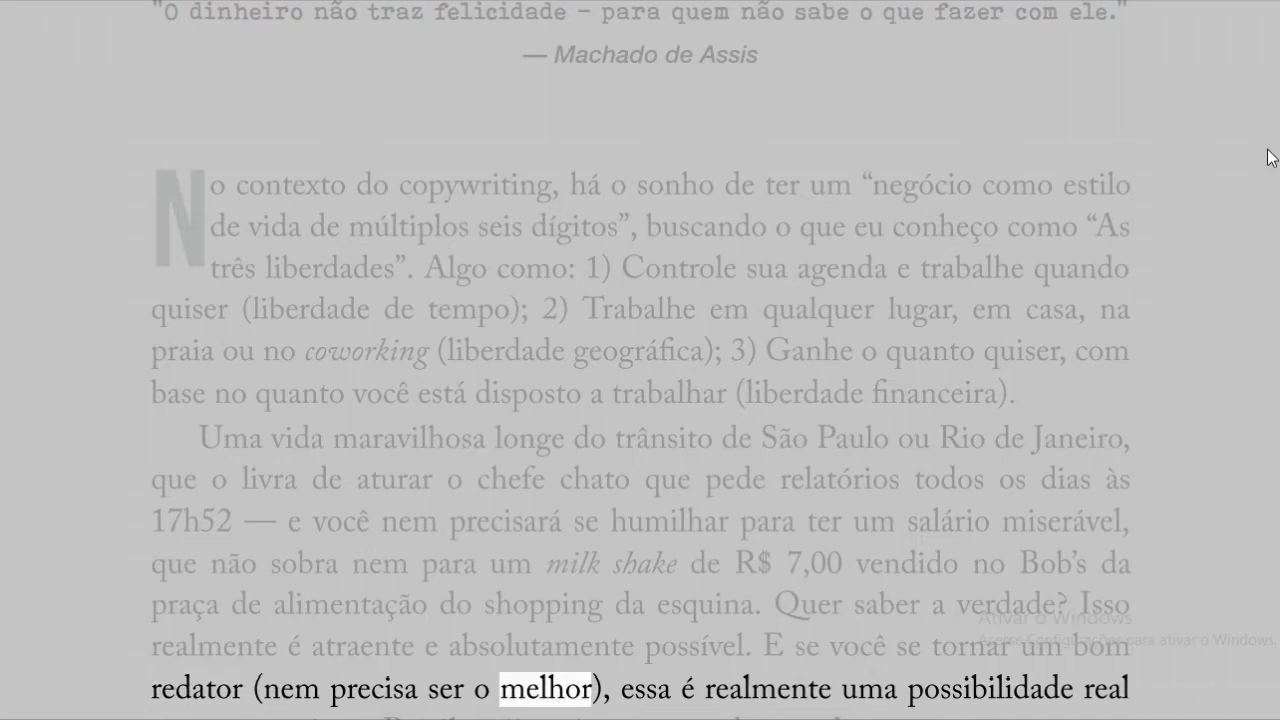 "O dinheiro não traz felicidade – para quem não sabe o que fazer com ele."
— Machado de Assis
No contexto do copywriting, há o sonho de ter um “negócio como estilo
de vida de múltiplos seis dígitos”, buscando o que eu conheço como “As
três liberdades”. Algo como: 1) Controle sua agenda e trabalhe quando
quiser (liberdade de tempo); 2) Trabalhe em qualquer lugar, em casa, na
praia ou no coworking (liberdade geográfica); 3) Ganhe o quanto quiser, com
base no quanto você está disposto a trabalhar (liberdade financeira).
Uma vida maravilhosa longe do trânsito de São Paulo ou Rio de Janeiro,
que o livra de aturar o chefe chato que pede relatórios todos os dias às
17h52 — e você nem precisará se humilhar para ter um salário miserável,
que não sobra nem para um milk shake de R$ 7,00 vendido no Bob’s da
praça de alimentação do shopping da esquina. Quer saber a verdade? Isso
realmente é atraente e absolutamente possível. E se você se tornar um bom
redator (nem precisa ser o melhor), essa é realmente uma possibilidade real
Ativar o Windows
Acesse Configurações para ativar o Windows.